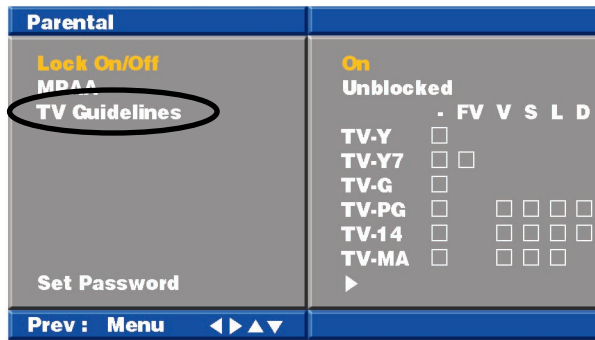 Parental
Lock On/Off On
MPAA Unblocked
TV Guidelines - FV V S L D
TV-Y
TV-Y7
TV-G
TV-PG
TV-14
TV-MA
Set Password
Prev : Menu